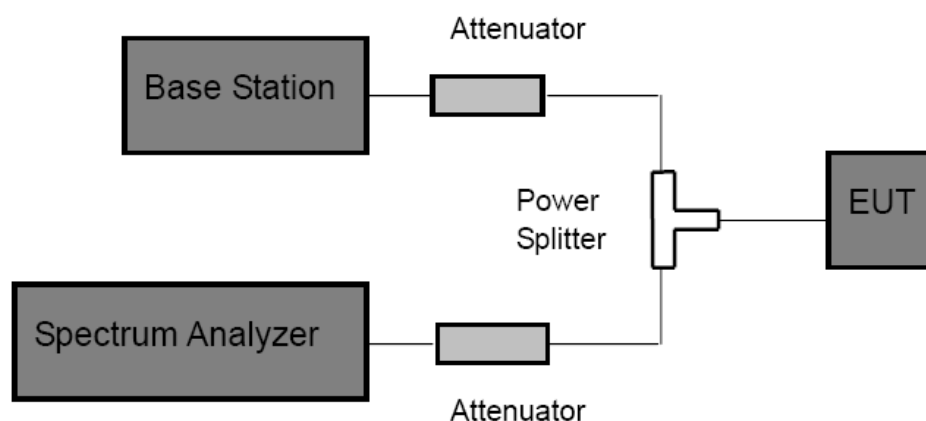 Attenuator
Base Station
Power
Splitter
EUT
Spectrum Analyzer
Attenuator